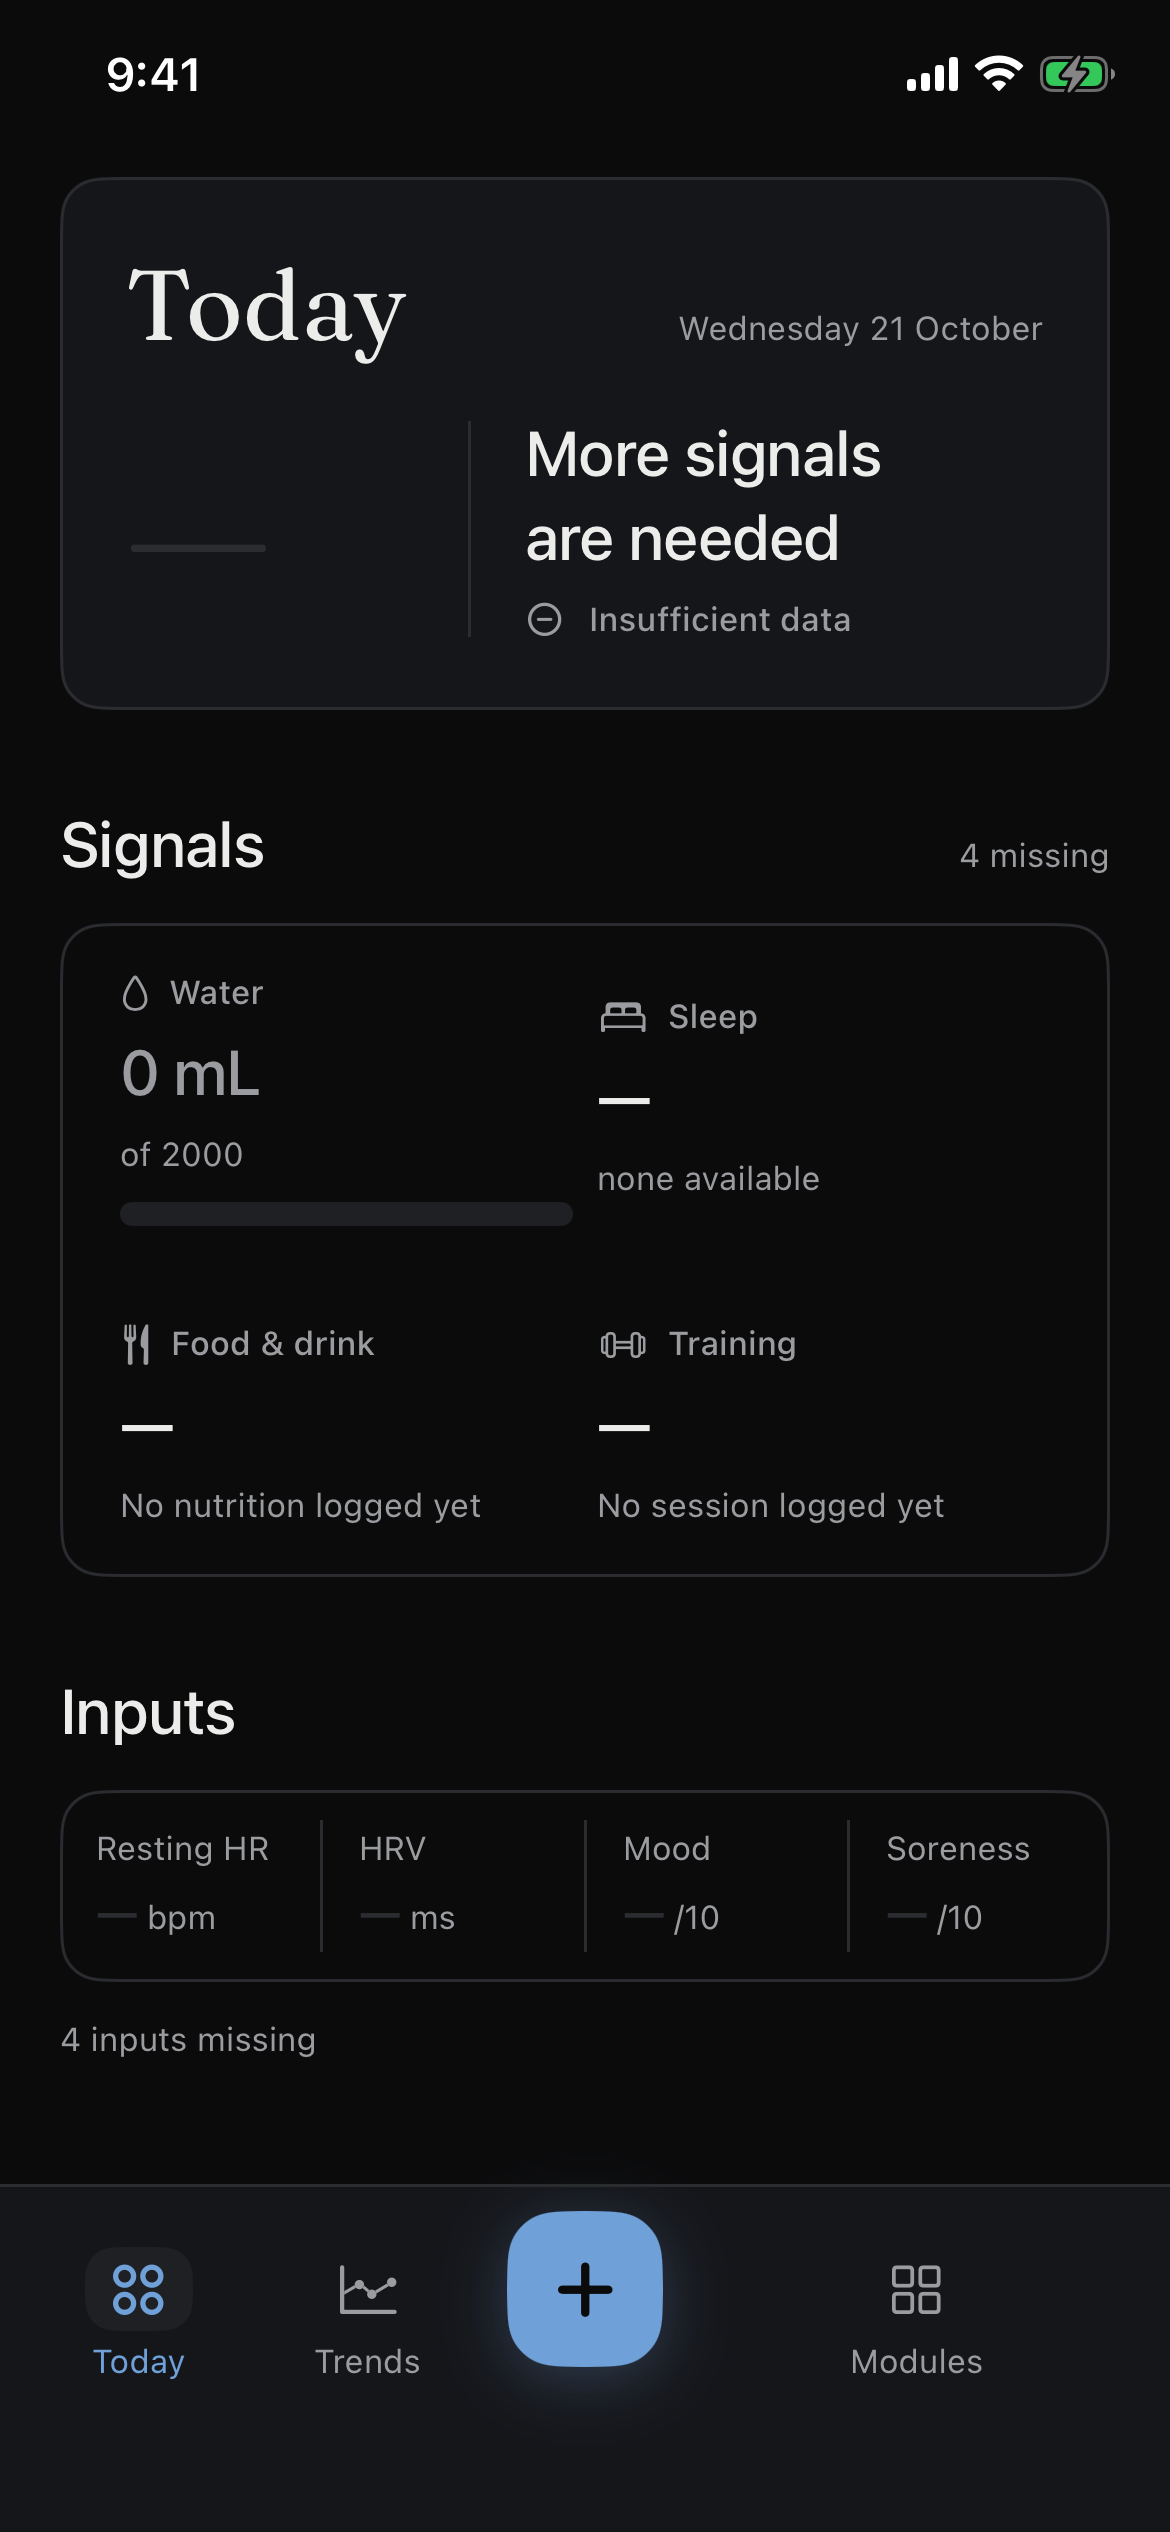 9:41
Today
Wednesday 21 October
More signals
are needed
Insufficient data
Signals
4 missing
Water
0 mL
of 2000
Sleep
—
none available
Food & drink
—
No nutrition logged yet
Training
—
No session logged yet
Inputs
Resting HR
— bpm
HRV
— ms
Mood
— /10
Soreness
— /10
4 inputs missing
Today
Trends
Modules